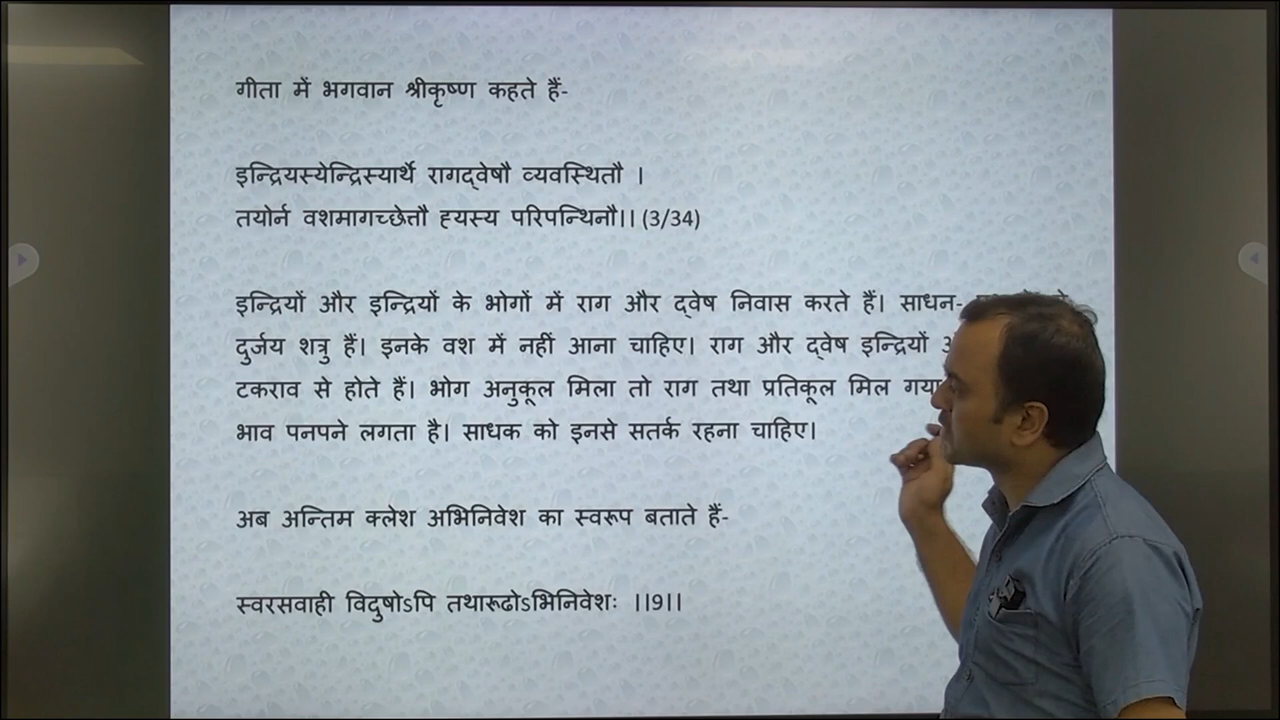 गीता में भगवान श्रीकृष्ण कहते हैं-
इन्द्रियस्येन्द्रिस्यार्थे रागद्वेषौ व्यवस्थितौ ।
तयोर्न वशमागच्छेत्तौ ह्यस्य परिपन्थिनौ।। (3/34)
इन्द्रियों और इन्द्रियों के भोगों में राग और द्वेष निवास करते हैं। साधन-
दुर्जय शत्रु हैं। इनके वश में नहीं आना चाहिए। राग और द्वेष इन्द्रियों
टकराव से होते हैं। भोग अनुकूल मिला तो राग तथा प्रतिकूल मिल
भाव पनपने लगता है। साधक को इनसे सतर्क रहना चाहिए।
अब अन्तिम क्लेश अभिनिवेश का स्वरूप बताते हैं-
स्वरसवाही विदुषोऽपि तथारूढोऽभिनिवेशः ।।9।।